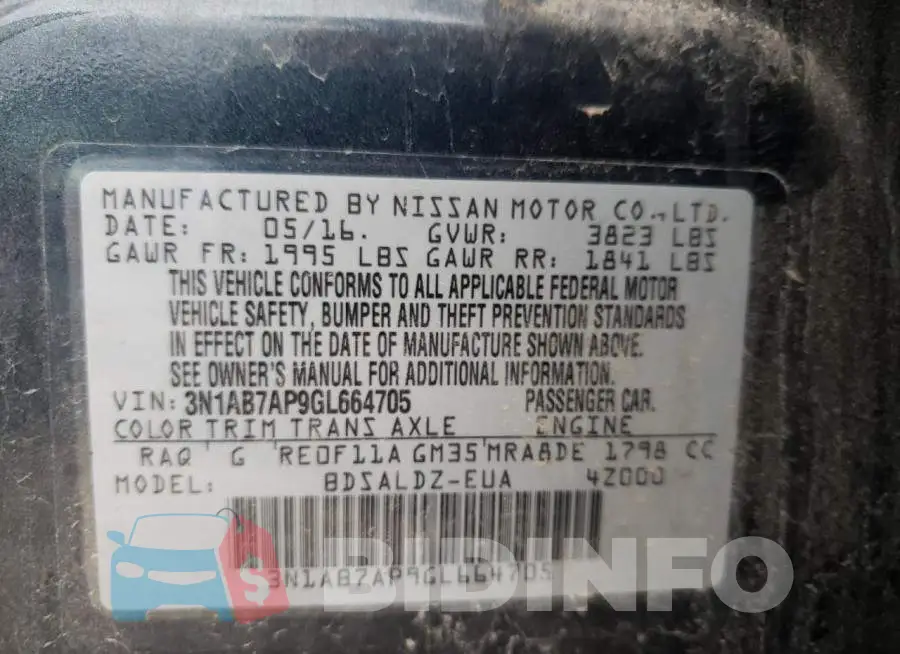 MANUFACTURED BY NISSAN MOTOR CO.,LTD.
DATE: 05/16. GVWR: 3823 LBS
GAWR FR: 1995 LBS GAWR RR: 1841 LBS
THIS VEHICLE CONFORMS TO ALL APPLICABLE FEDERAL MOTOR
VEHICLE SAFETY, BUMPER AND THEFT PREVENTION STANDARDS
IN EFFECT ON THE DATE OF MANUFACTURE SHOWN ABOVE.
SEE OWNER'S MANUAL FOR ADDITIONAL INFORMATION.
VIN: 3N1AB7AP9GL664705 PASSENGER CAR.
COLOR TRIM TRANS AXLE ENGINE
RAQ G RE0F11A GM35 MRA8DE 1798 CC
MODEL: BDSALDZ-EUA 4Z000
3N1AB7AP9GL664705
BIDINFO